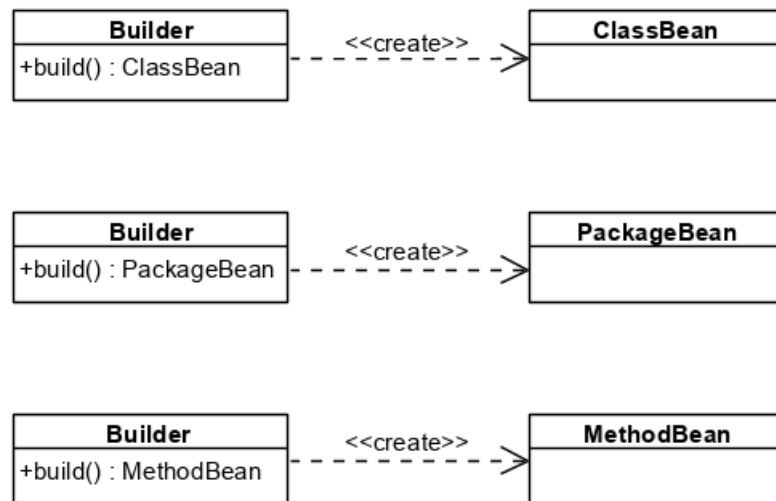 Builder
+build() : ClassBean
<<create>>
ClassBean
Builder
+build() : PackageBean
<<create>>
PackageBean
Builder
+build() : MethodBean
<<create>>
MethodBean